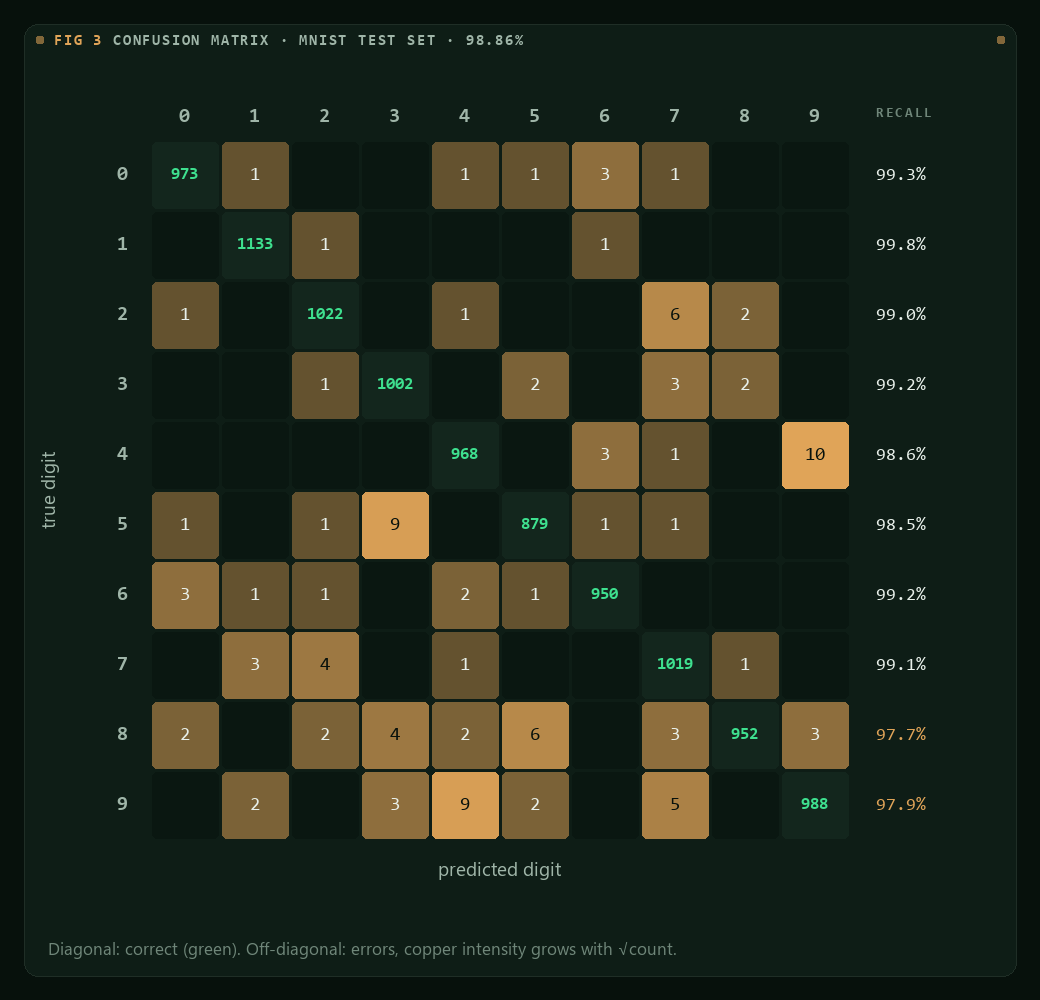 FIG 3 CONFUSION MATRIX · MNIST TEST SET · 98.86%
0 1 2 3 4 5 6 7 8 9 RECALL
0 973 1 1 1 3 1 99.3%
1 1133 1 1 99.8%
2 1 1022 1 6 2 99.0%
3 1 1002 2 3 2 99.2%
4 968 3 1 10 98.6%
5 1 1 9 879 1 1 98.5%
6 3 1 1 2 1 950 99.2%
7 3 4 1 1019 1 99.1%
8 2 2 4 2 6 3 952 3 97.7%
9 2 3 9 2 5 988 97.9%
true digit
predicted digit
Diagonal: correct (green). Off-diagonal: errors, copper intensity grows with √count.